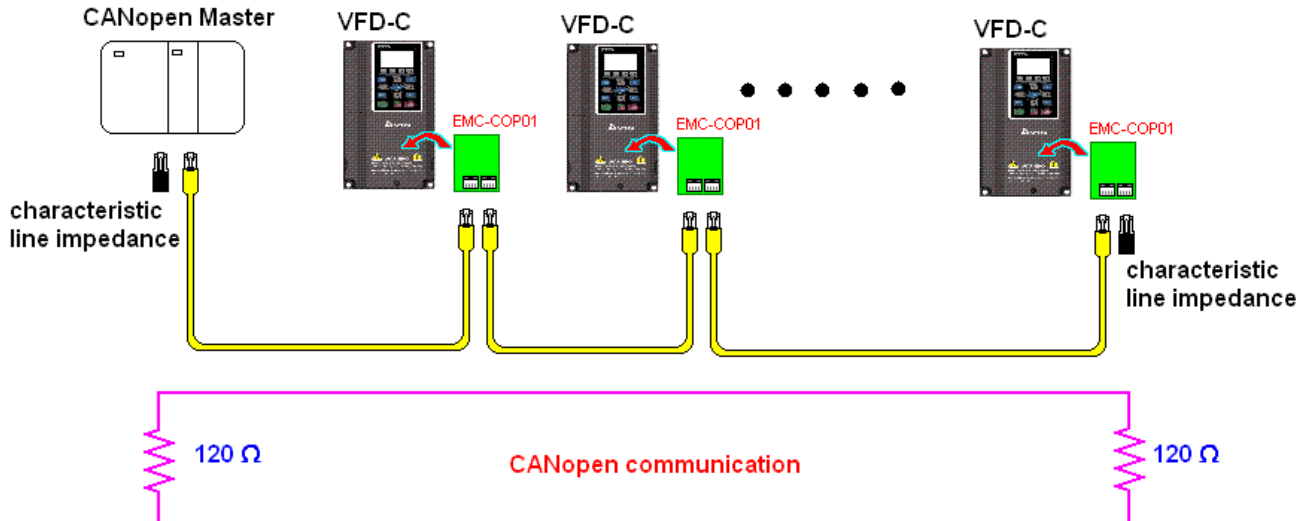 CANopen Master
VFD-C
VFD-C
VFD-C
EMC-COP01
EMC-COP01
EMC-COP01
characteristic
line impedance
characteristic
line impedance
120 Ω
CANopen communication
120 Ω